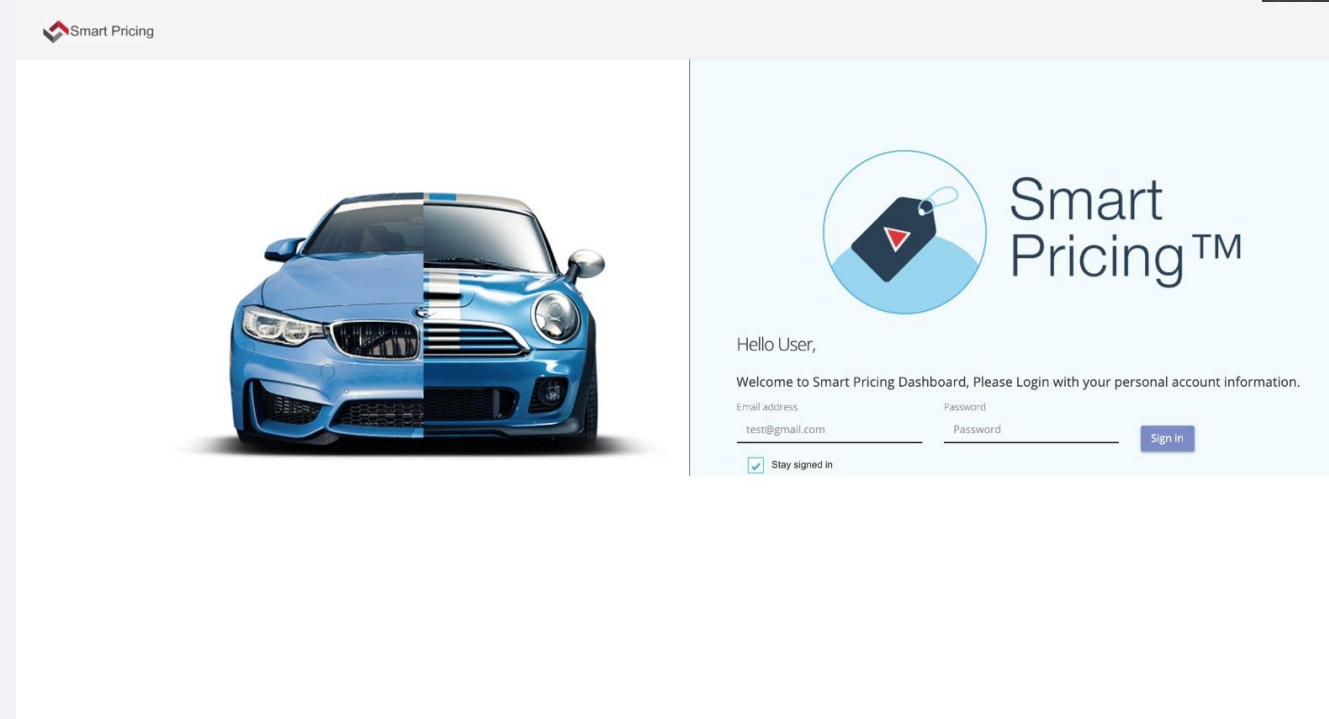 Smart Pricing
Smart
Pricing™
Hello User,
Welcome to Smart Pricing Dashboard, Please Login with your personal account information.
Email address
Password
test@gmail.com
Password
Sign in
Stay signed in